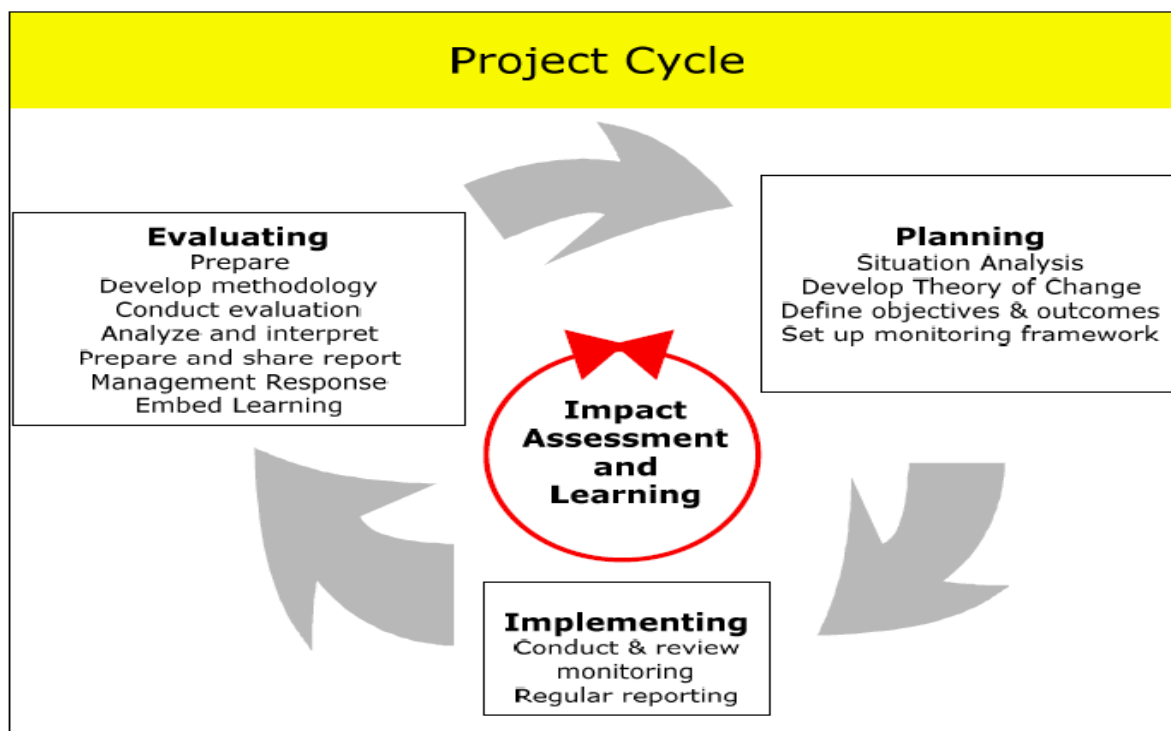 Project Cycle
Evaluating
Prepare
Develop methodology
Conduct evaluation
Analyze and interpret
Prepare and share report
Management Response
Embed Learning
Planning
Situation Analysis
Develop Theory of Change
Define objectives & outcomes
Set up monitoring framework
Impact
Assessment
and
Learning
Implementing
Conduct & review
monitoring
Regular reporting